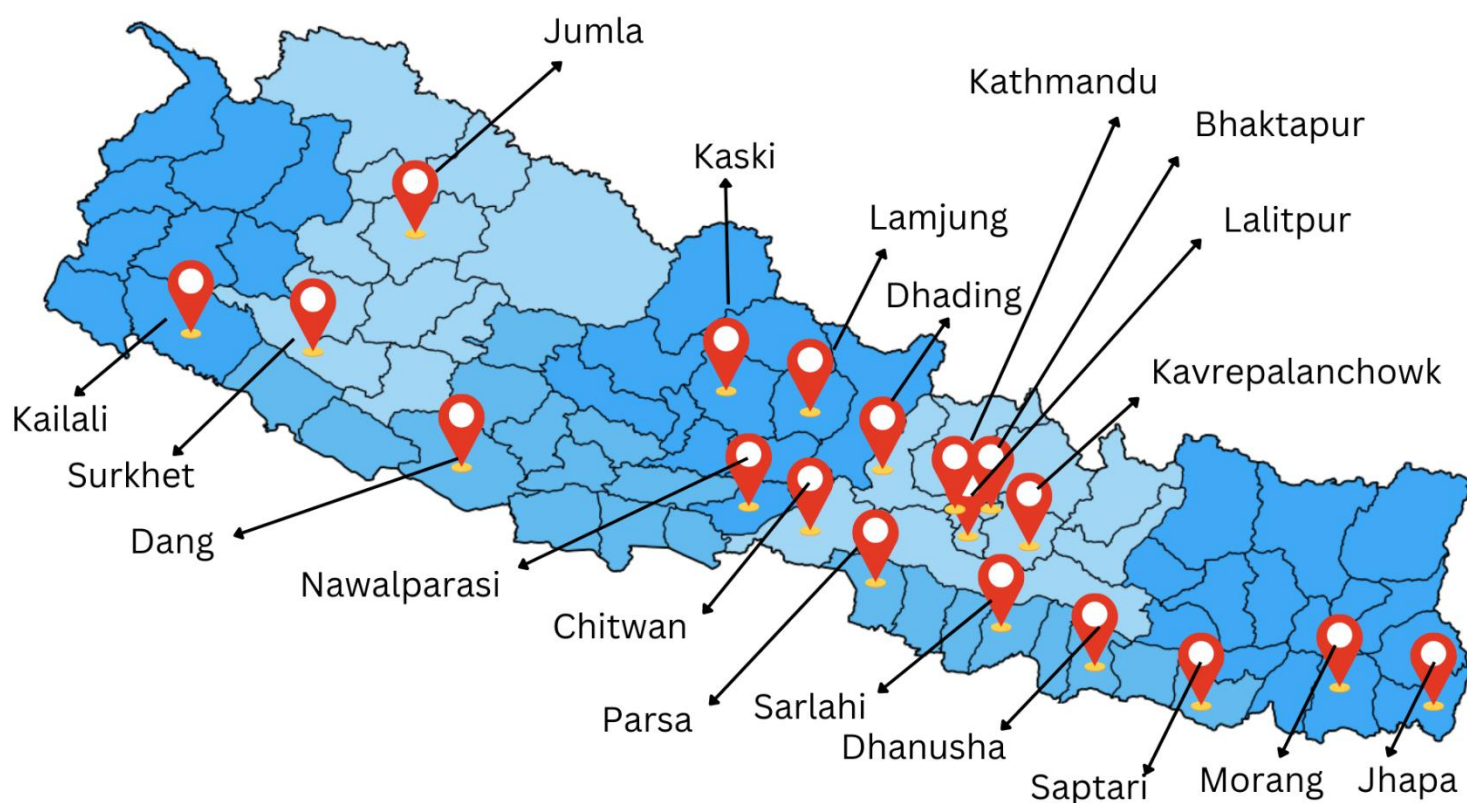 Jumla
Kathmandu
Bhaktapur
Kaski
Lamjung
Lalitpur
Dhading
Kavrepalanchowk
Kailali
Surkhet
Dang
Nawalparasi
Chitwan
Parsa
Sarlahi
Dhanusha
Saptari
Morang
Jhapa